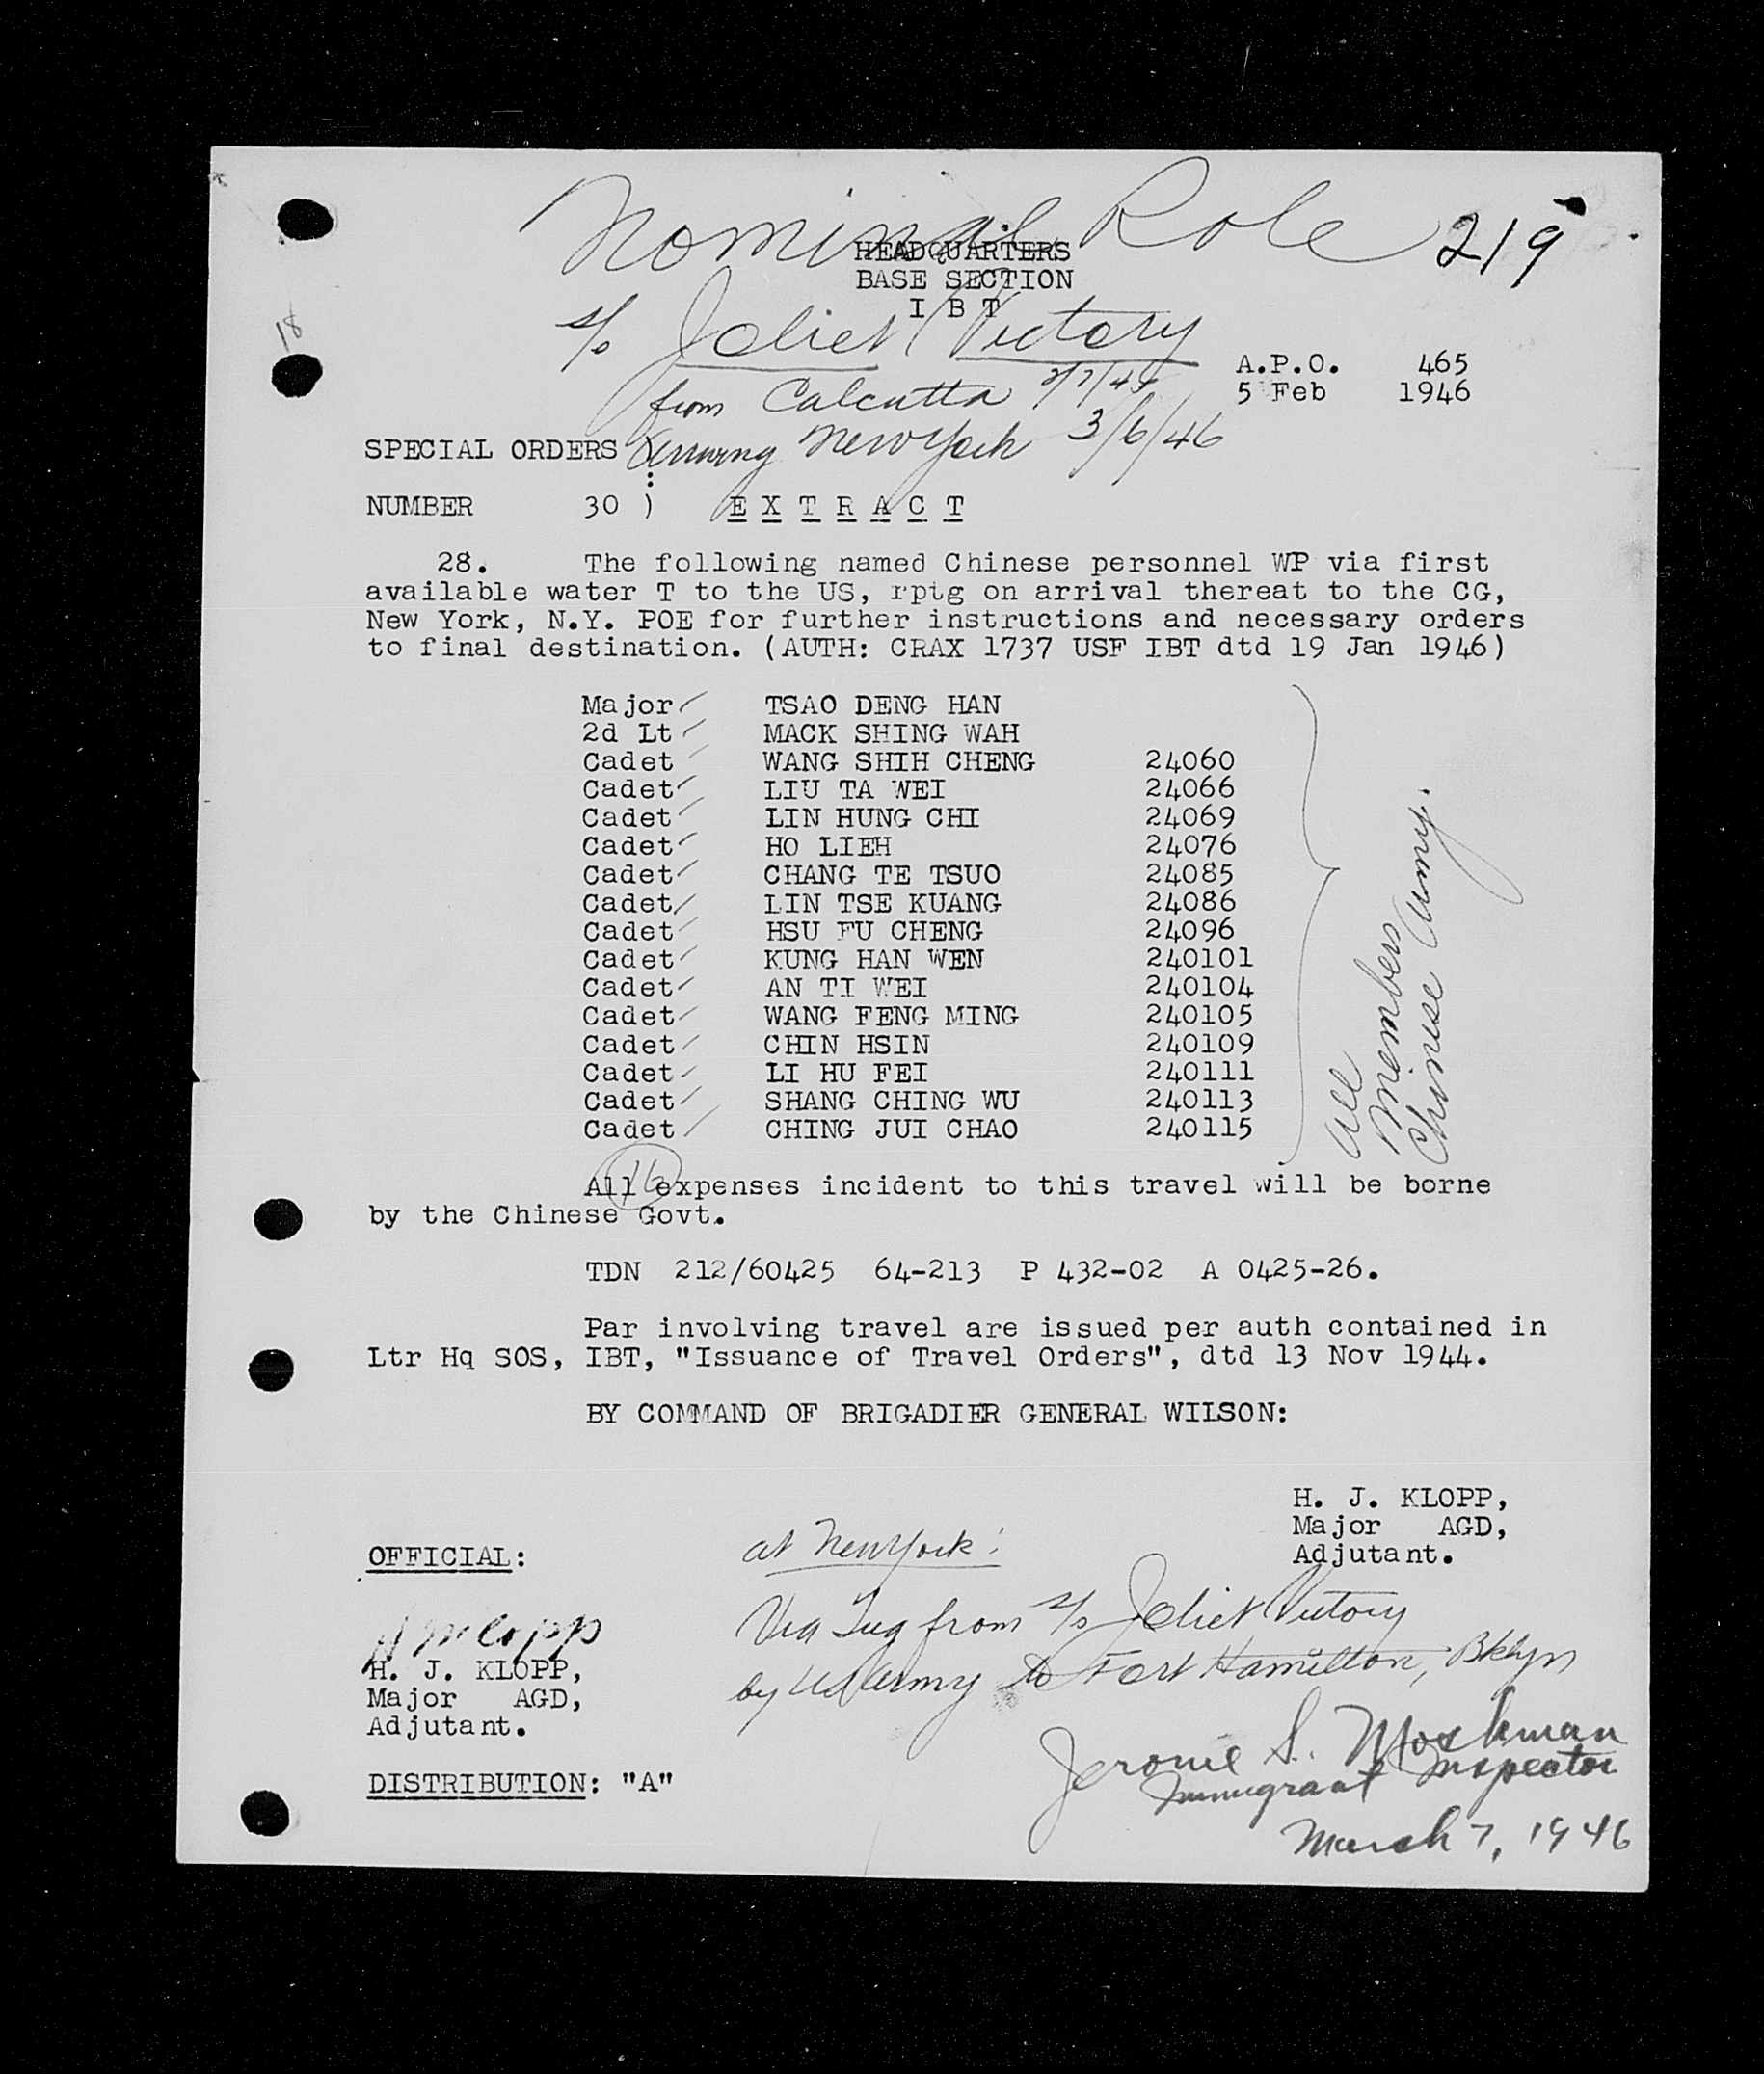 Nominal Role 219
HEADQUARTERS
BASE SECTION
I B T
s/s Joliet Victory
A.P.O. 465
from Calcutta
5 Feb 1946
Arriving New York 3/6/46
SPECIAL ORDERS
:
NUMBER 30 ) E X T R A C T
18
28. The following named Chinese personnel WP via first
available water T to the US, rptg on arrival thereat to the CG,
New York, N.Y. POE for further instructions and necessary orders
to final destination. (AUTH: CRAX 1737 USF IBT dtd 19 Jan 1946)
Major TSAO DENG HAN
2d Lt MACK SHING WAH
Cadet WANG SHIH CHENG 24060
Cadet LIU TA WEI 24066
Cadet LIN HUNG CHI 24069
Cadet HO LIEH 24076
Cadet CHANG TE TSUO 24085
Cadet LIN TSE KUANG 24086
Cadet HSU FU CHENG 24096
Cadet KUNG HAN WEN 240101
Cadet AN TI WEI 240104
Cadet WANG FENG MING 240105
Cadet CHIN HSIN 240109
Cadet LI HU FEI 240111
Cadet SHANG CHING WU 240113
Cadet CHING JUI CHAO 240115
All
Members
Chinese Army.
16
All expenses incident to this travel will be borne
by the Chinese Govt.
TDN 212/60425 64-213 P 432-02 A 0425-26.
Par involving travel are issued per auth contained in
Ltr Hq SOS, IBT, "Issuance of Travel Orders", dtd 13 Nov 1944.
BY COMMAND OF BRIGADIER GENERAL WILSON:
H. J. KLOPP,
Major AGD,
Adjutant.
OFFICIAL:
at New York:
Via Tug from s/s Joliet Victory
by US Army to Fort Hamilton, Bklyn
H J Klopp
H. J. KLOPP,
Major AGD,
Adjutant.
Jerome S. Moskman
Immigrant Inspector
March 7, 1946
DISTRIBUTION: "A"